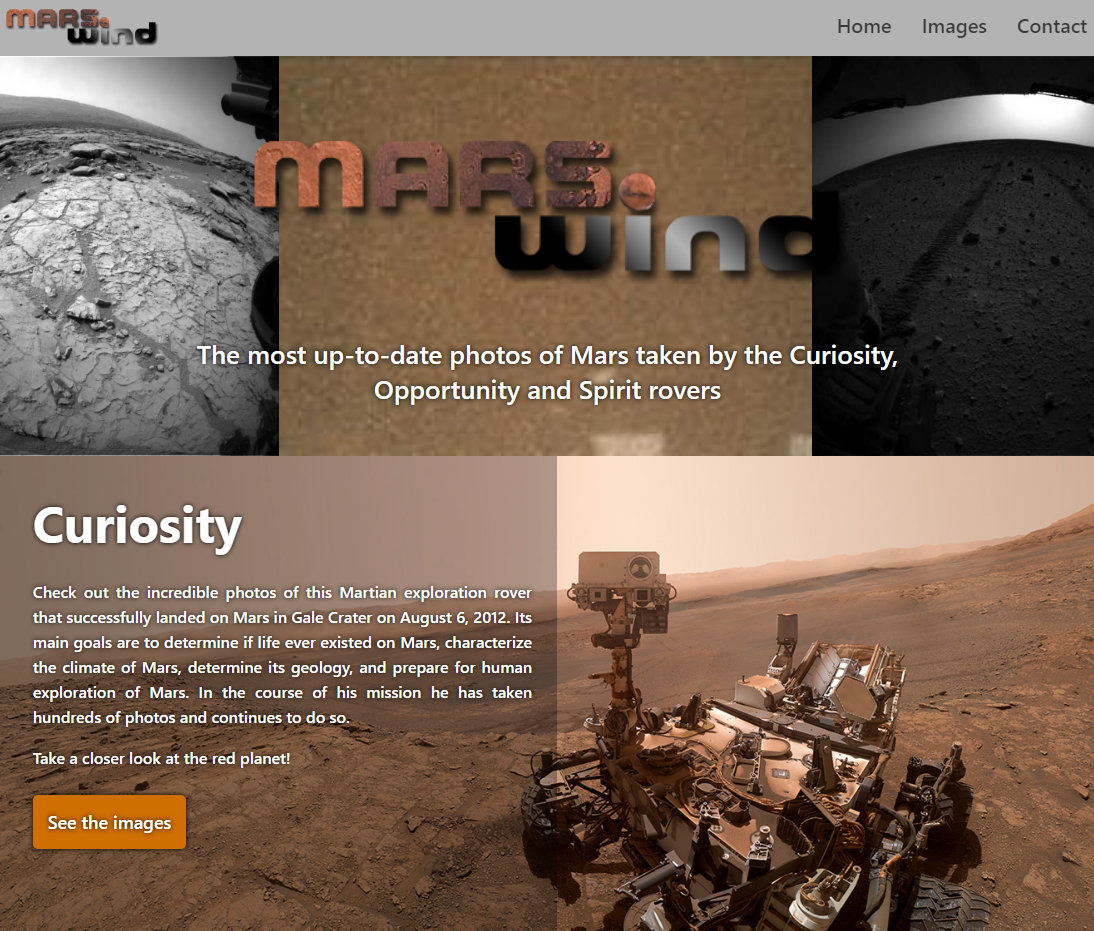 MARS.
wind
Home Images Contact
MARS.
wind
The most up-to-date photos of Mars taken by the Curiosity,
Opportunity and Spirit rovers
Curiosity
Check out the incredible photos of this Martian exploration rover
that successfully landed on Mars in Gale Crater on August 6, 2012. Its
main goals are to determine if life ever existed on Mars, characterize
the climate of Mars, determine its geology, and prepare for human
exploration of Mars. In the course of his mission he has taken
hundreds of photos and continues to do so.
Take a closer look at the red planet!
See the images